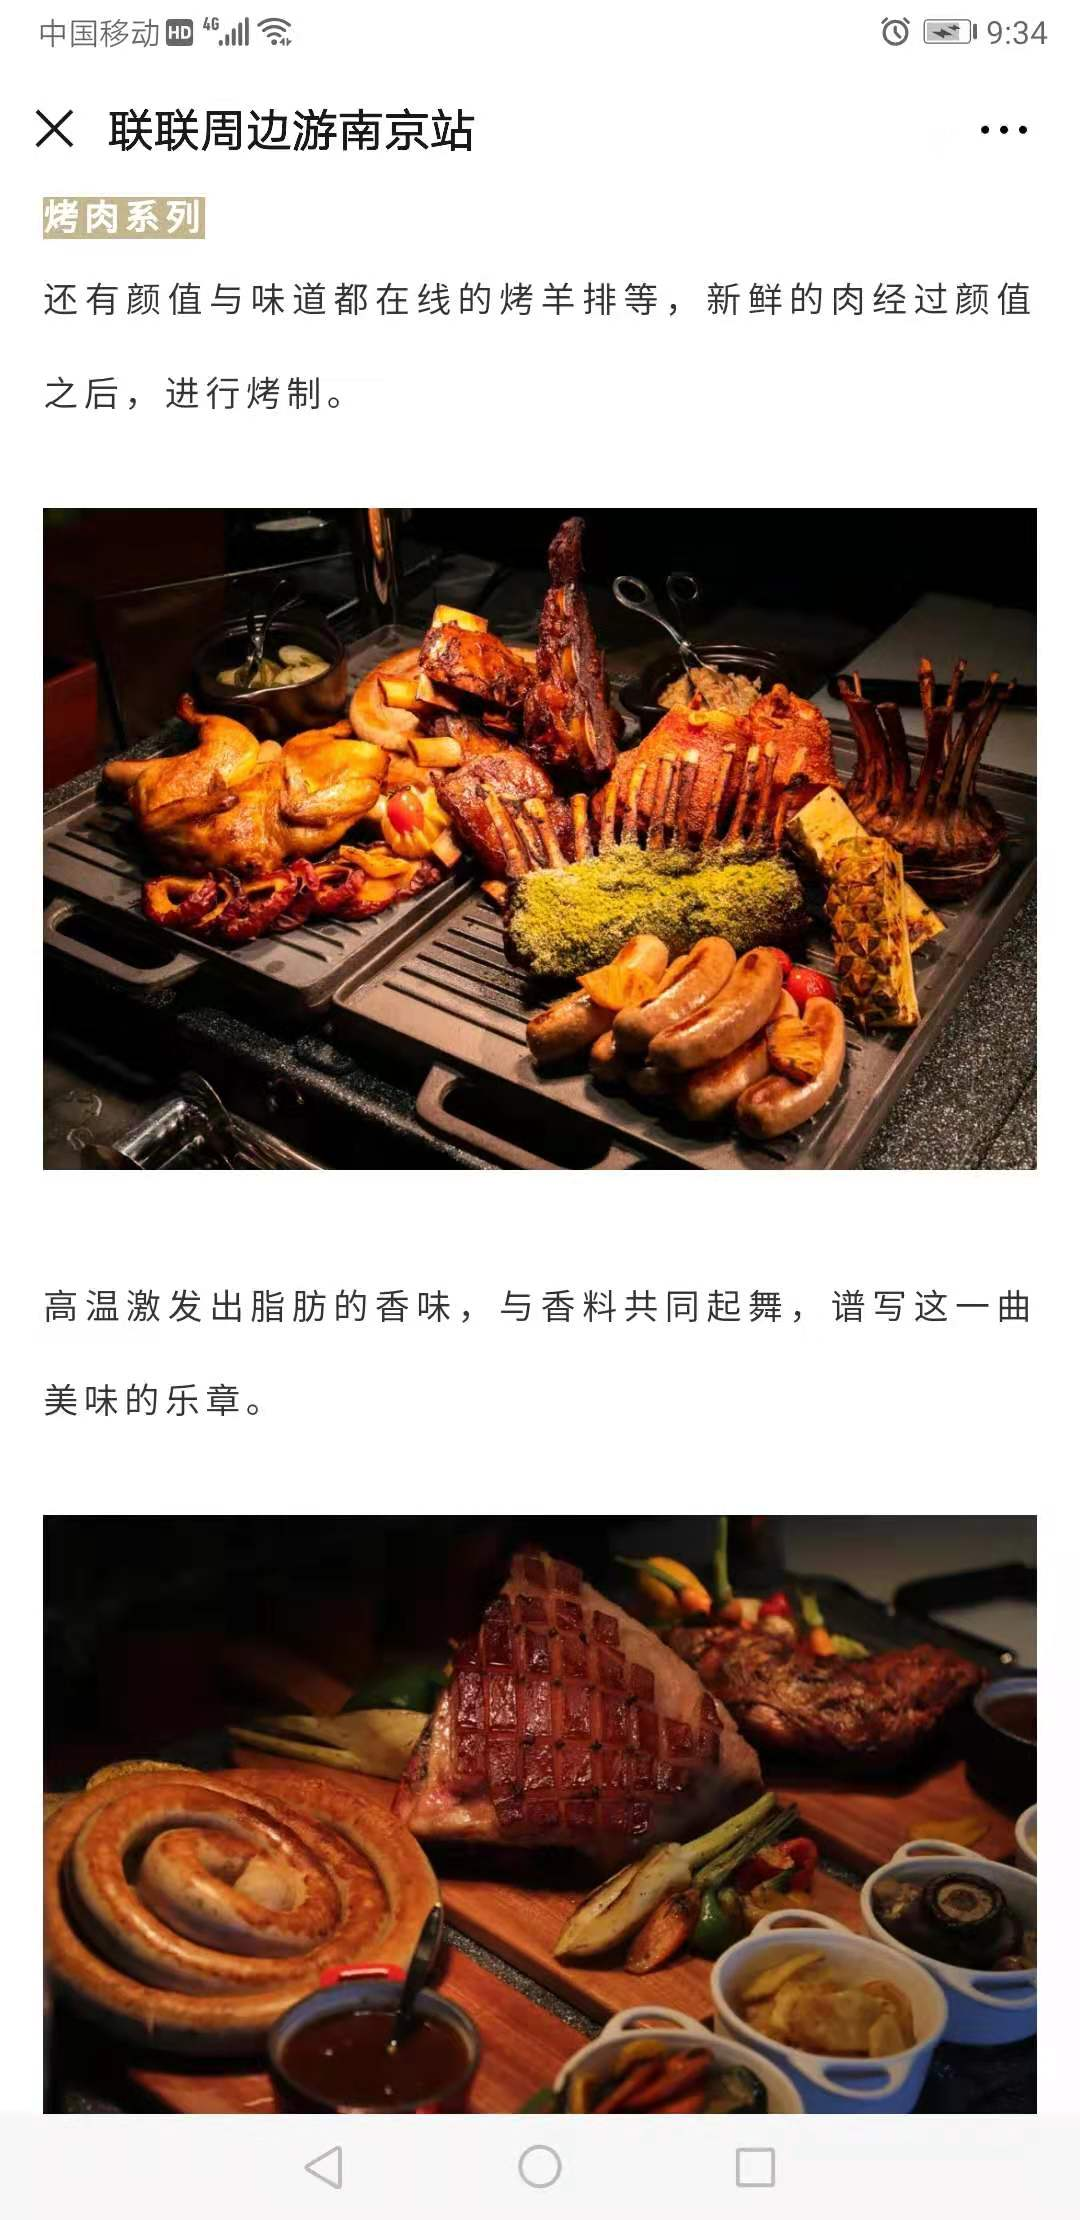 中国移动 HD 4G 9:34
联联周边游南京站
烤肉系列
还有颜值与味道都在线的烤羊排等，新鲜的肉经过颜值
之后，进行烤制。
高温激发出脂肪的香味，与香料共同起舞，谱写这一曲
美味的乐章。